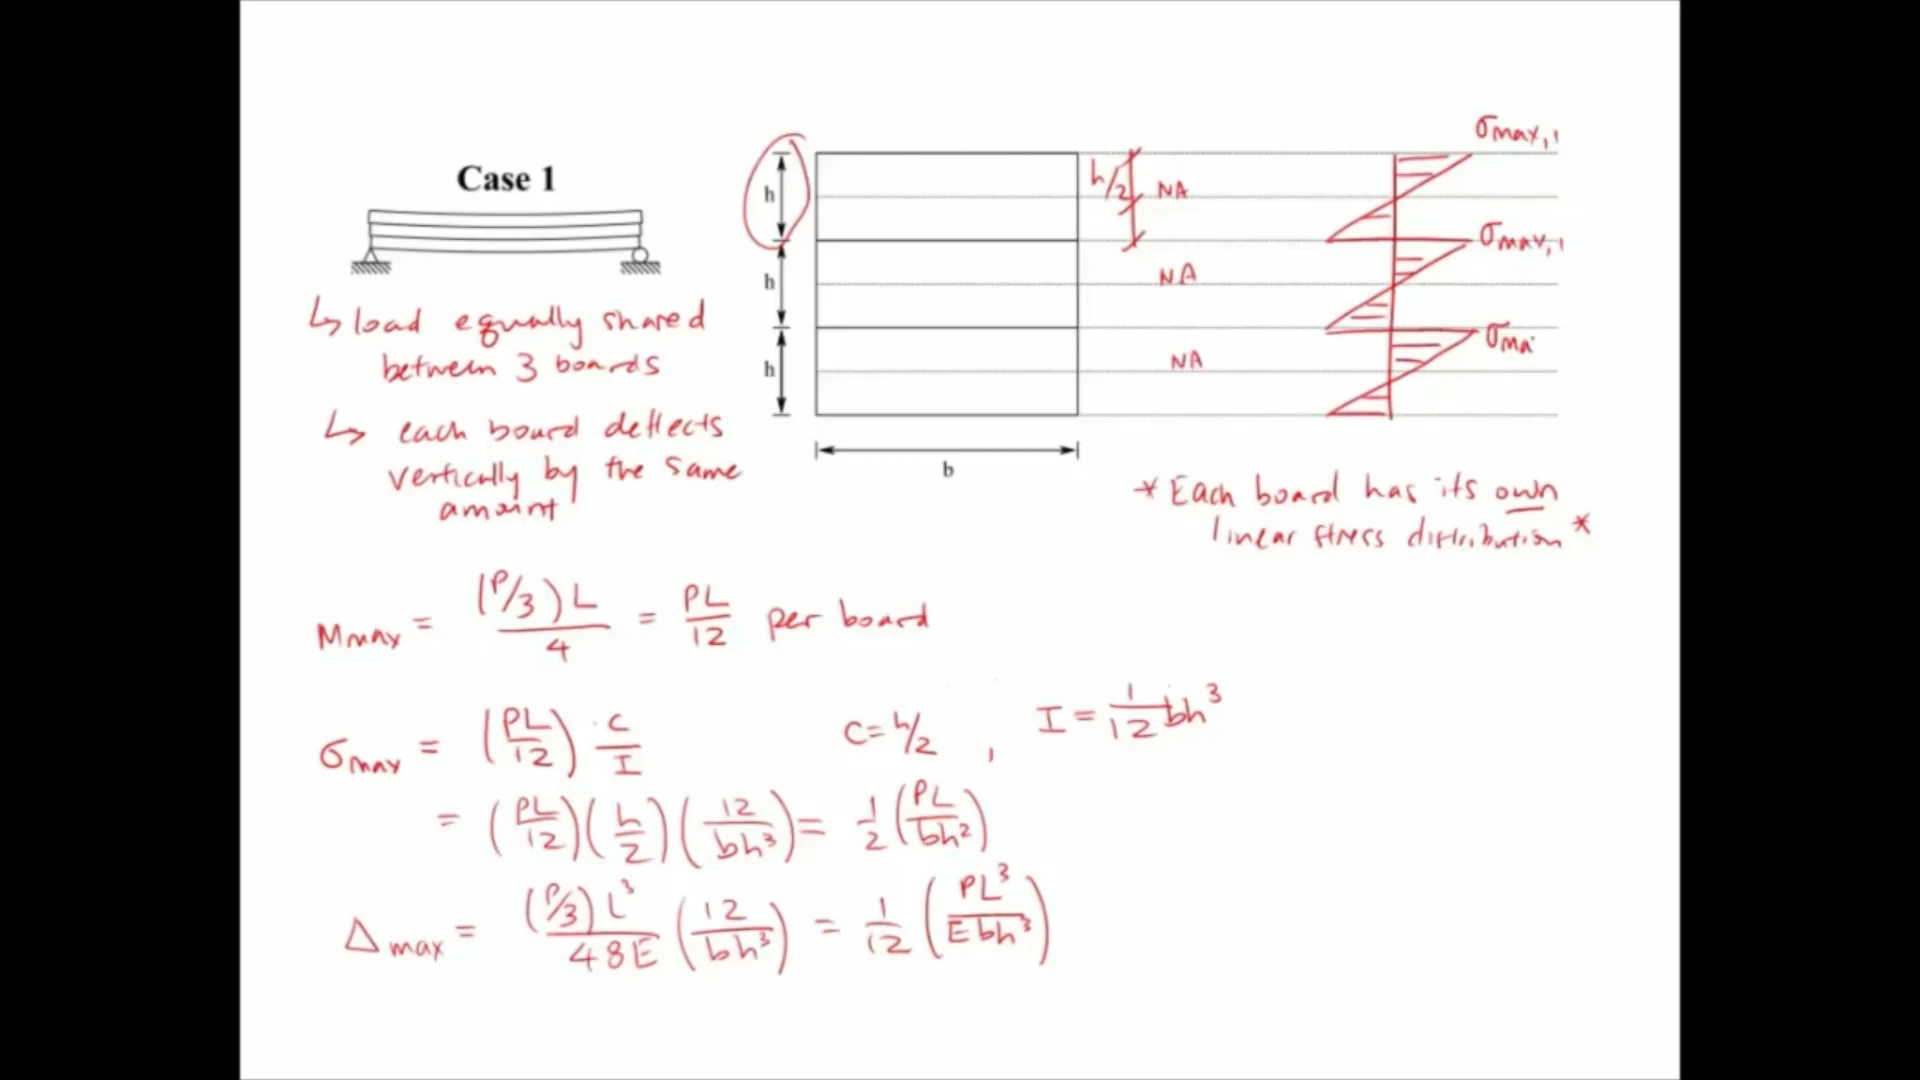 Case 1
↳ load equally shared
between 3 boards
↳ each board deflects
vertically by the same
amount
h
h
h
b
h/2
NA
NA
NA
σmax,1
σmax,1
σma
* Each board has its own
linear stress distribution *
Mmax = (P/3)L / 4 = PL/12 per board
σmax = (PL/12) · c/I   c = h/2 , I = 1/12 bh³
= (PL/12)(h/2)(12/bh³) = 1/2 (PL/bh²)
Δmax = (P/3)L³ / 48E (12/bh³) = 1/12 (PL³/Ebh³)